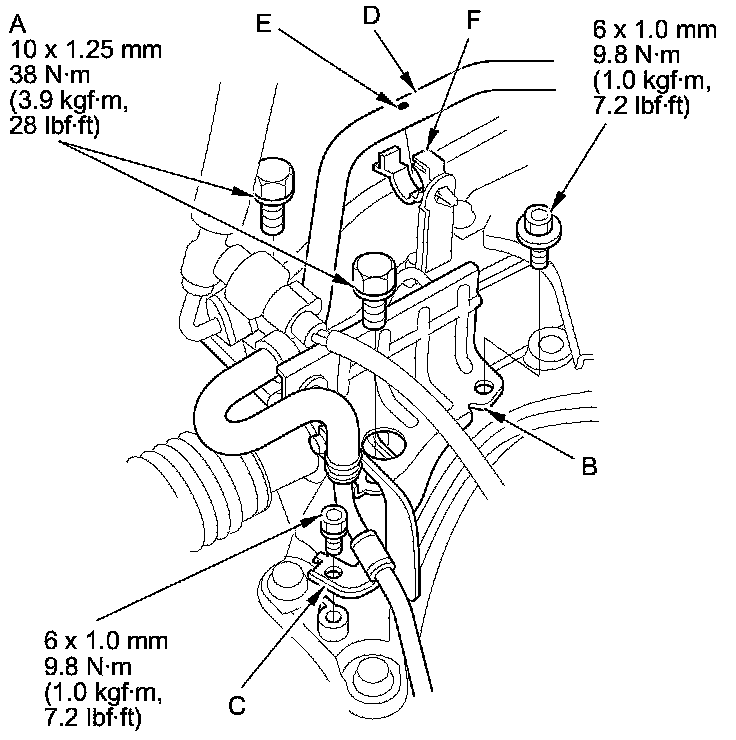 A
10 x 1.25 mm
38 N·m
(3.9 kgf·m,
28 lbf·ft)
E
D
F
6 x 1.0 mm
9.8 N·m
(1.0 kgf·m,
7.2 lbf·ft)
B
6 x 1.0 mm
9.8 N·m
(1.0 kgf·m,
7.2 lbf·ft)
C